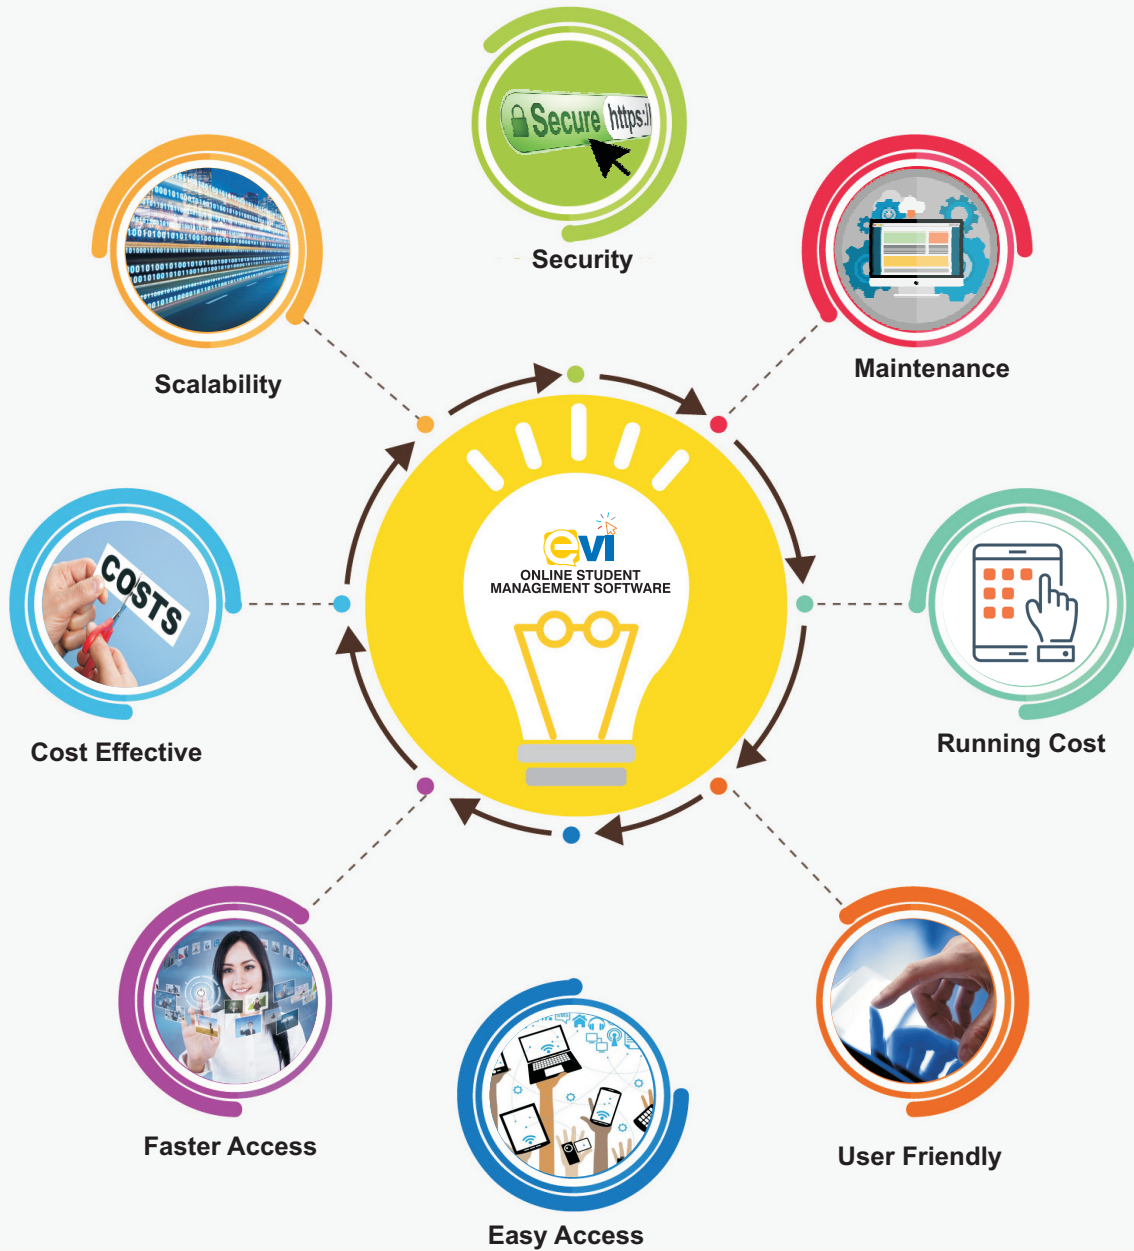 Secure https://
Security
Scalability
Maintenance
evi
ONLINE STUDENT
MANAGEMENT SOFTWARE
COSTS
Cost Effective
Running Cost
Faster Access
User Friendly
Easy Access